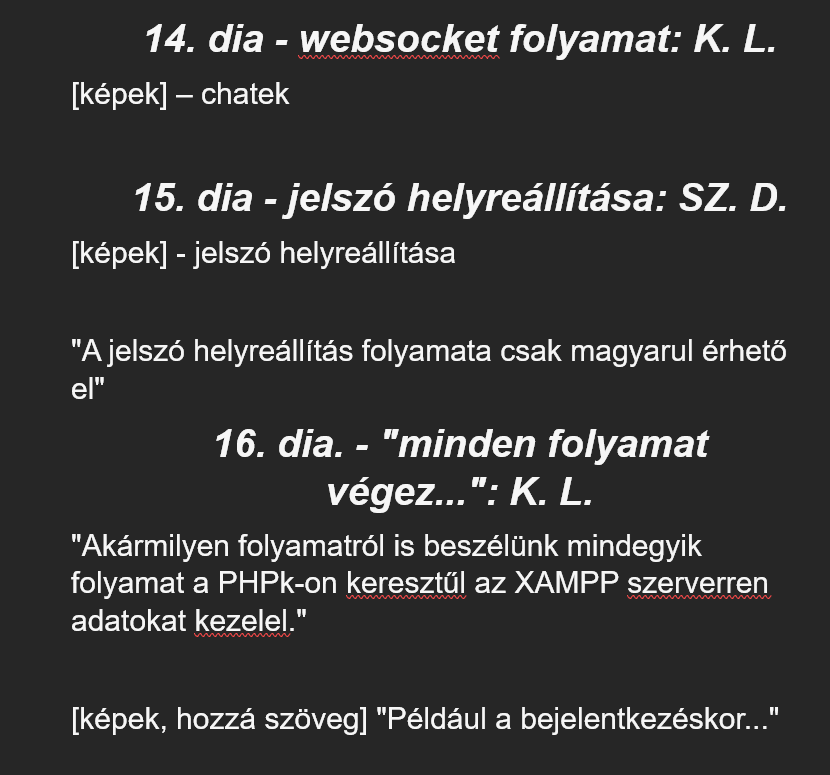 14. dia - websocket folyamat: K. L.
[képek] – chatek
15. dia - jelszó helyreállítása: SZ. D.
[képek] - jelszó helyreállítása
"A jelszó helyreállítás folyamata csak magyarul érhető
el"
16. dia. - "minden folyamat
végez...": K. L.
"Akármilyen folyamatról is beszélünk mindegyik
folyamat a PHPk-on keresztűl az XAMPP szerverren
adatokat kezelel."
[képek, hozzá szöveg] "Például a bejelentkezéskor..."